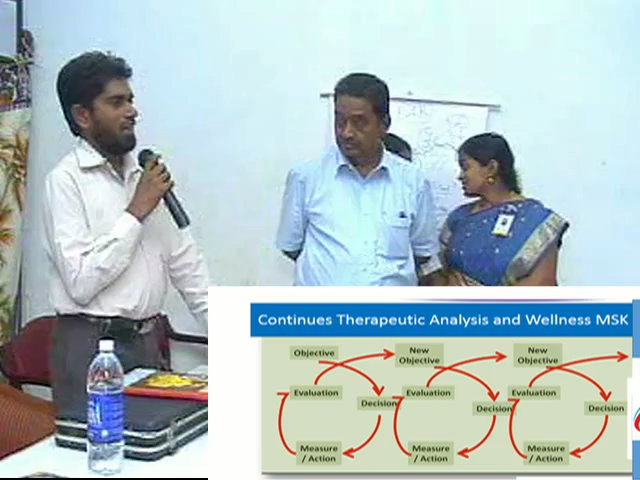 Continues Therapeutic Analysis and Wellness MSK
Objective
New
Objective
New
Objective
Evaluation
Decision
Evaluation
Decision
Evaluation
Decision
Measure
/ Action
Measure
/ Action
Measure
/ Action